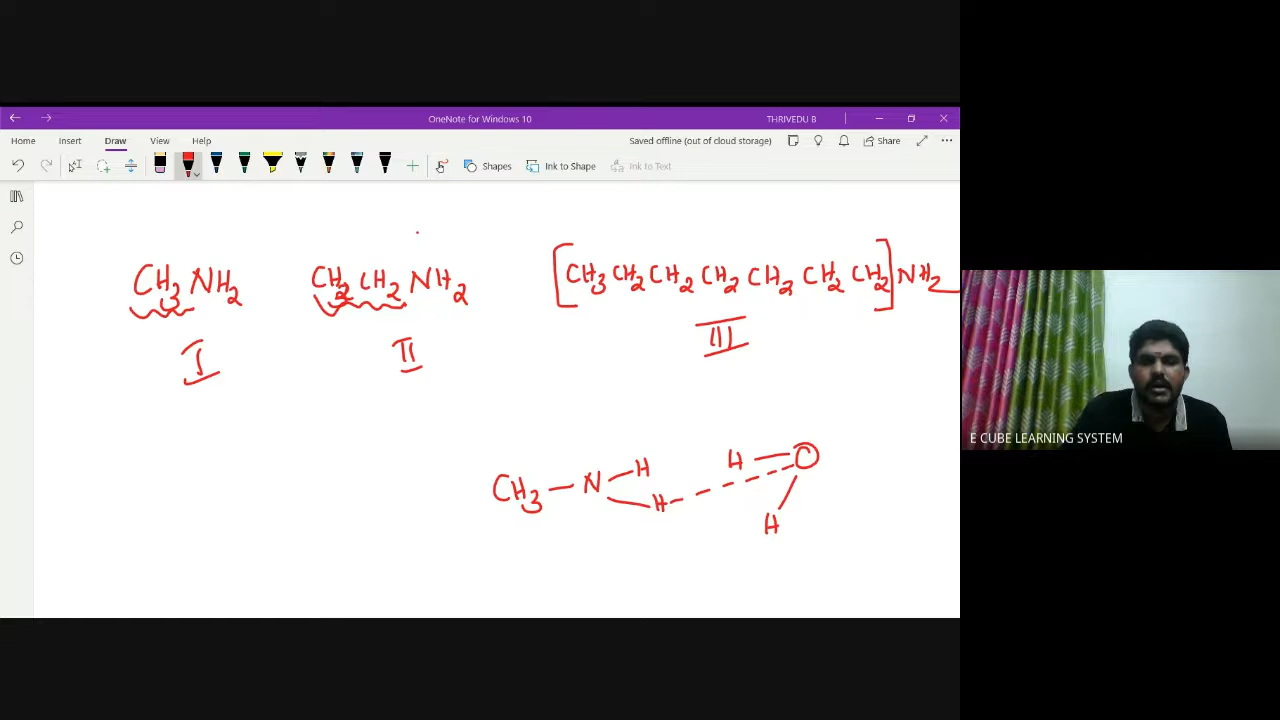 OneNote for Windows 10
THRIVEDU B
Home Insert Draw View Help
Saved offline (out of cloud storage)
Share
Shapes
Ink to Shape
Ink to Text
CH3NH2
CH2CH2NH2
[CH3CH2CH2CH2CH2CH2CH2]NH2
I
II
III
CH3-N
H
H
H
O
H
E CUBE LEARNING SYSTEM